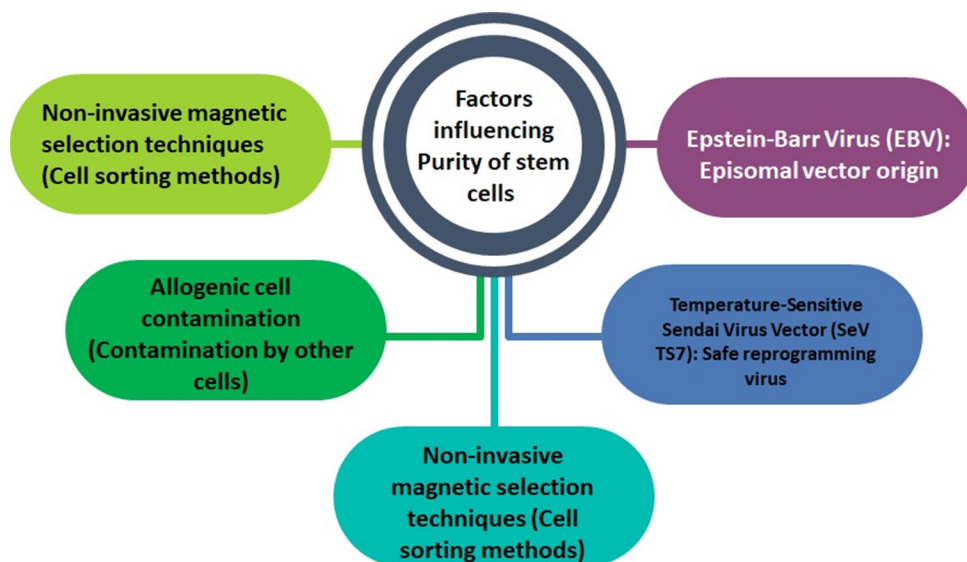 Factors
influencing
Purity of stem
cells
Non-invasive magnetic
selection techniques
(Cell sorting methods)
Epstein-Barr Virus (EBV):
Episomal vector origin
Allogenic cell
contamination
(Contamination by other
cells)
Temperature-Sensitive
Sendai Virus Vector (SeV
TS7): Safe reprogramming
virus
Non-invasive
magnetic selection
techniques (Cell
sorting methods)